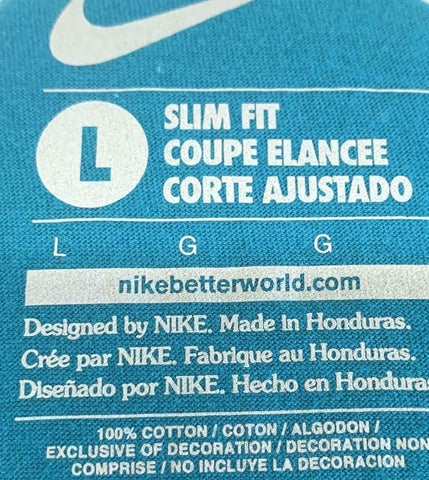 L
SLIM FIT
COUPE ELANCEE
CORTE AJUSTADO
L G G
nikebetterworld.com
Designed by NIKE. Made in Honduras.
Crée par NIKE. Fabrique au Honduras.
Diseñado por NIKE. Hecho en Honduras.
100% COTTON / COTON / ALGODON /
EXCLUSIVE OF DECORATION / DECORATION NON
COMPRISE / NO INCLUYE LA DECORACION